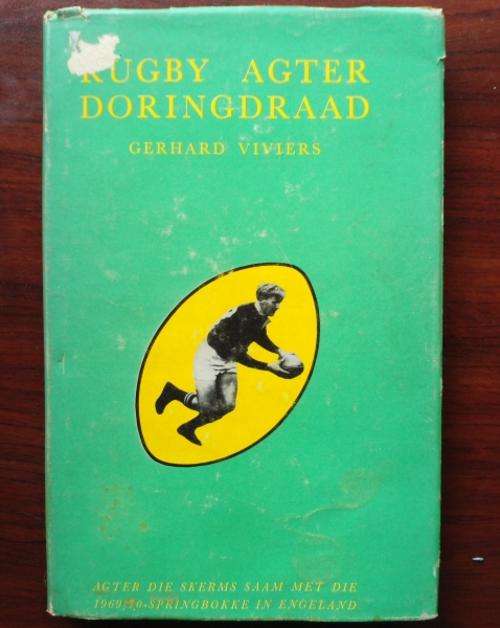 RUGBY AGTER
DORINGDRAAD
GERHARD VIVIERS
AGTER DIE SKERMS SAAM MET DIE
1969/70-SPRINGBOKKE IN ENGELAND